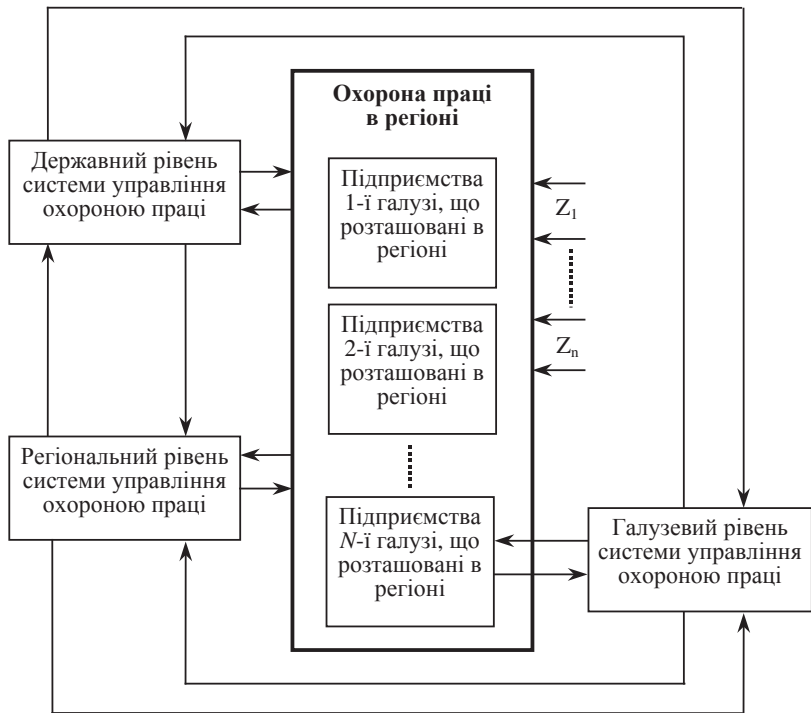 Охорона праці
в регіоні
Державний рівень
системи управління
охороною праці
Підприємства
1-ї галузі, що
розташовані в
регіоні
Z1
Підприємства
2-ї галузі, що
розташовані в
регіоні
Zn
Регіональний рівень
системи управління
охороною праці
Підприємства
N-ї галузі, що
розташовані в
регіоні
Галузевий рівень
системи управління
охороною праці